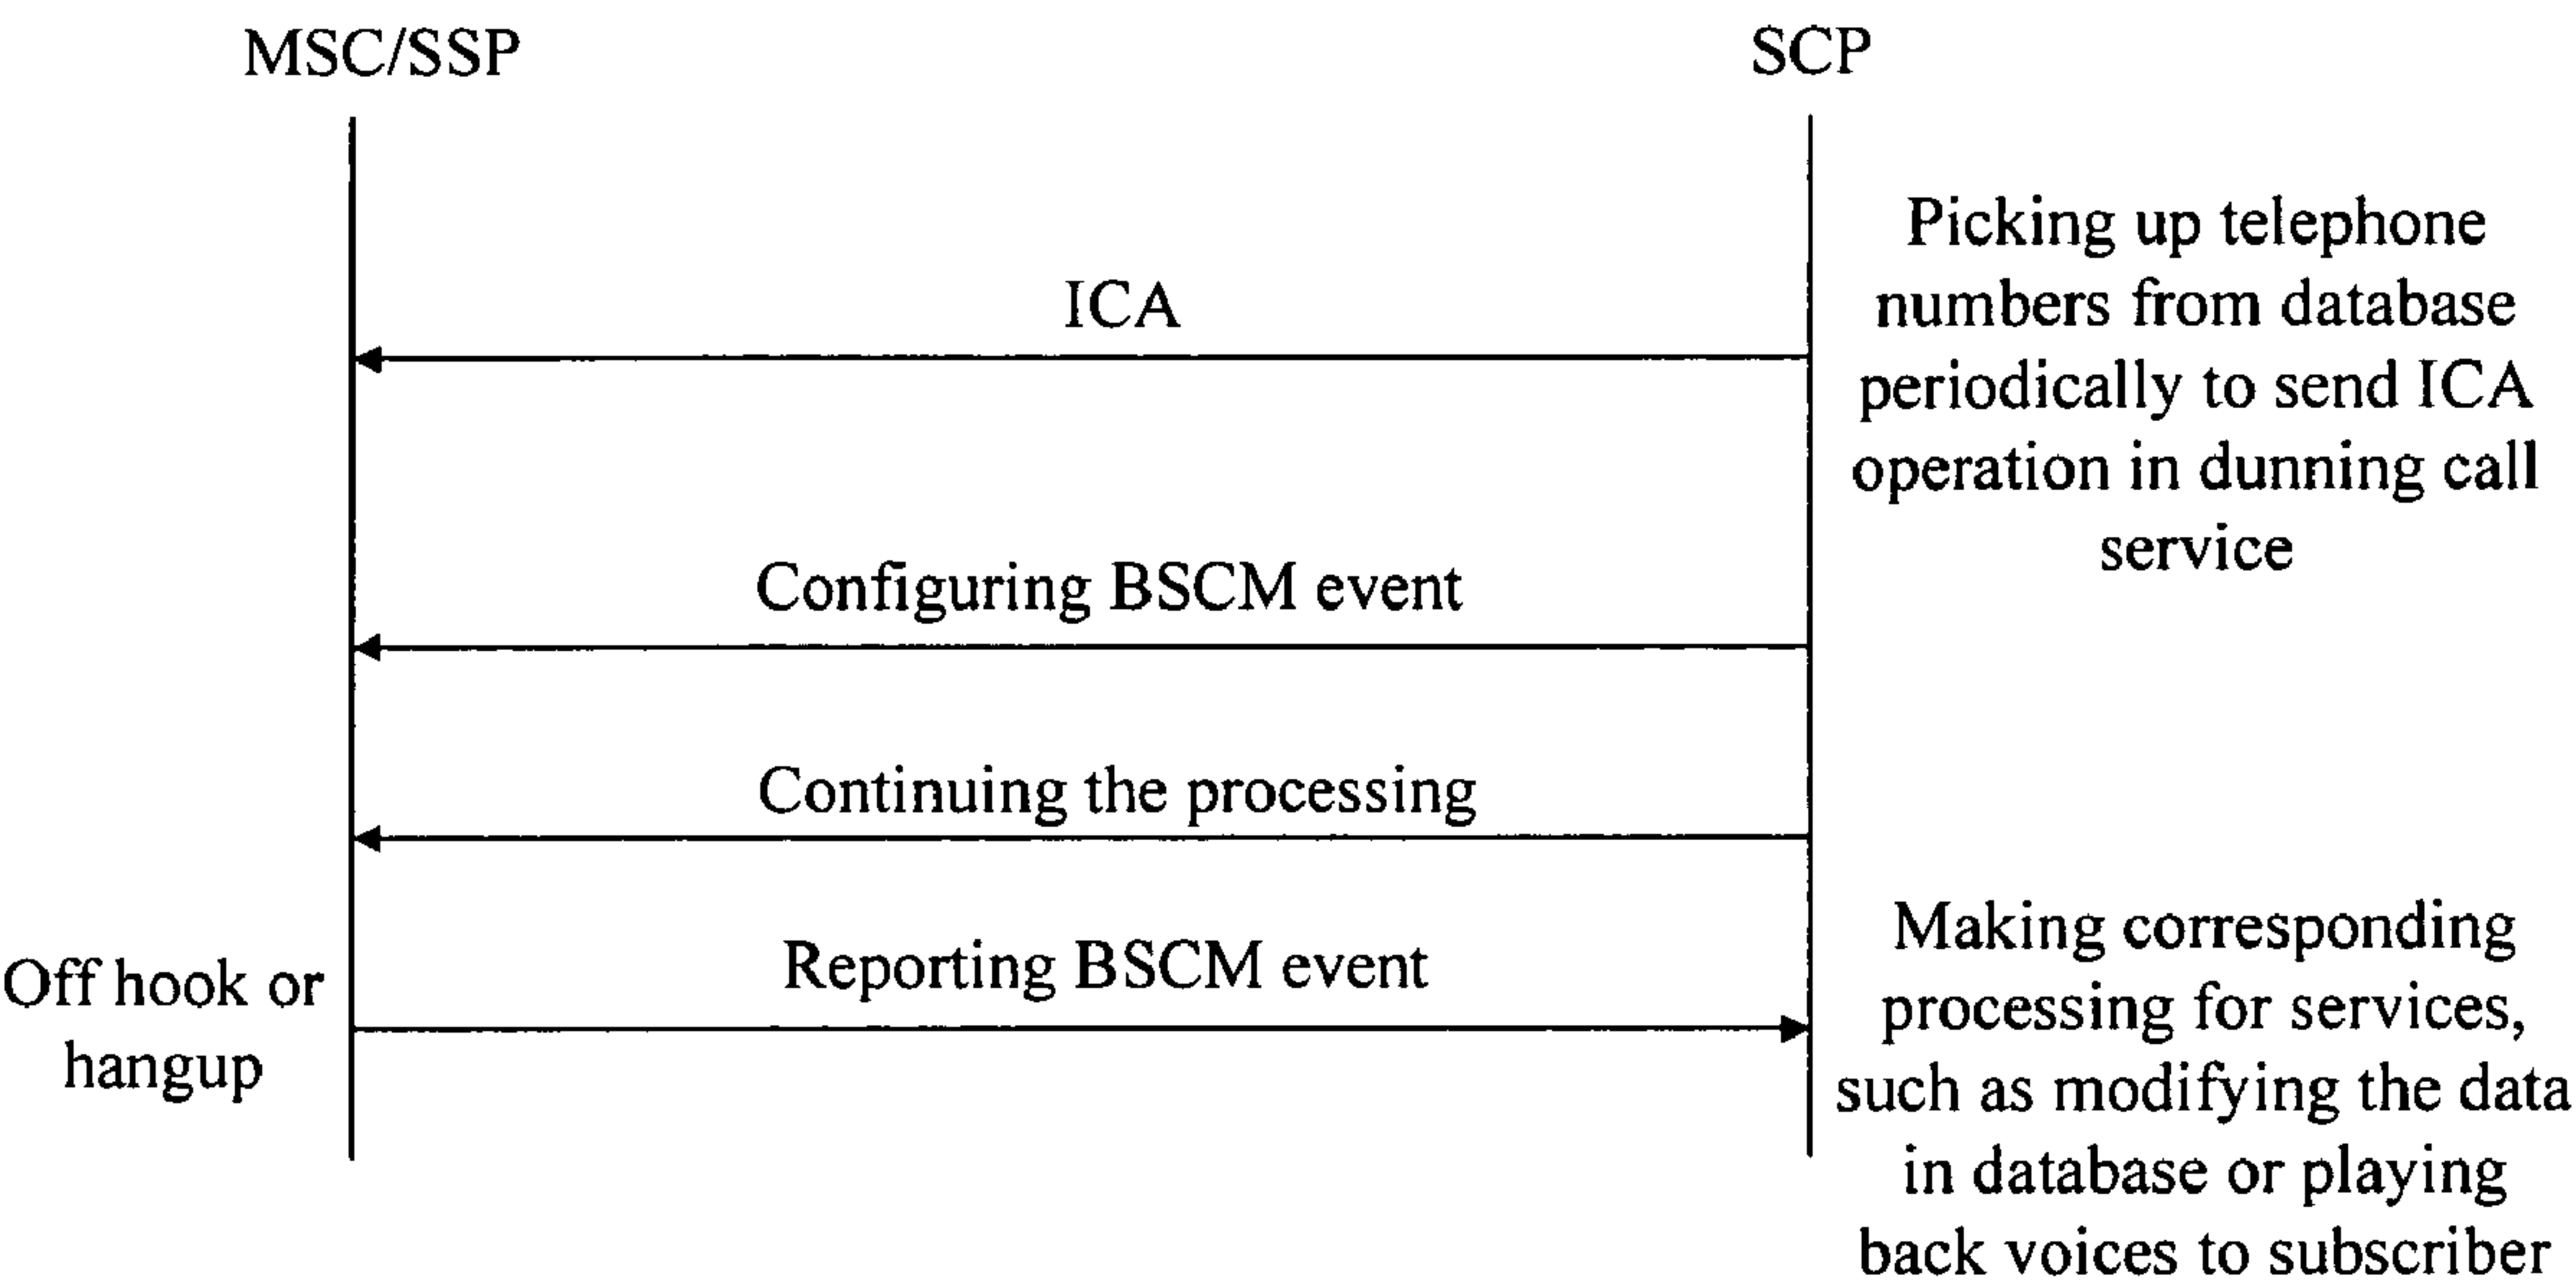 MSC/SSP
SCP
Picking up telephone
numbers from database
periodically to send ICA
operation in dunning call
service
ICA
Configuring BSCM event
Continuing the processing
Reporting BSCM event
Off hook or
hangup
Making corresponding
processing for services,
such as modifying the data
in database or playing
back voices to subscriber